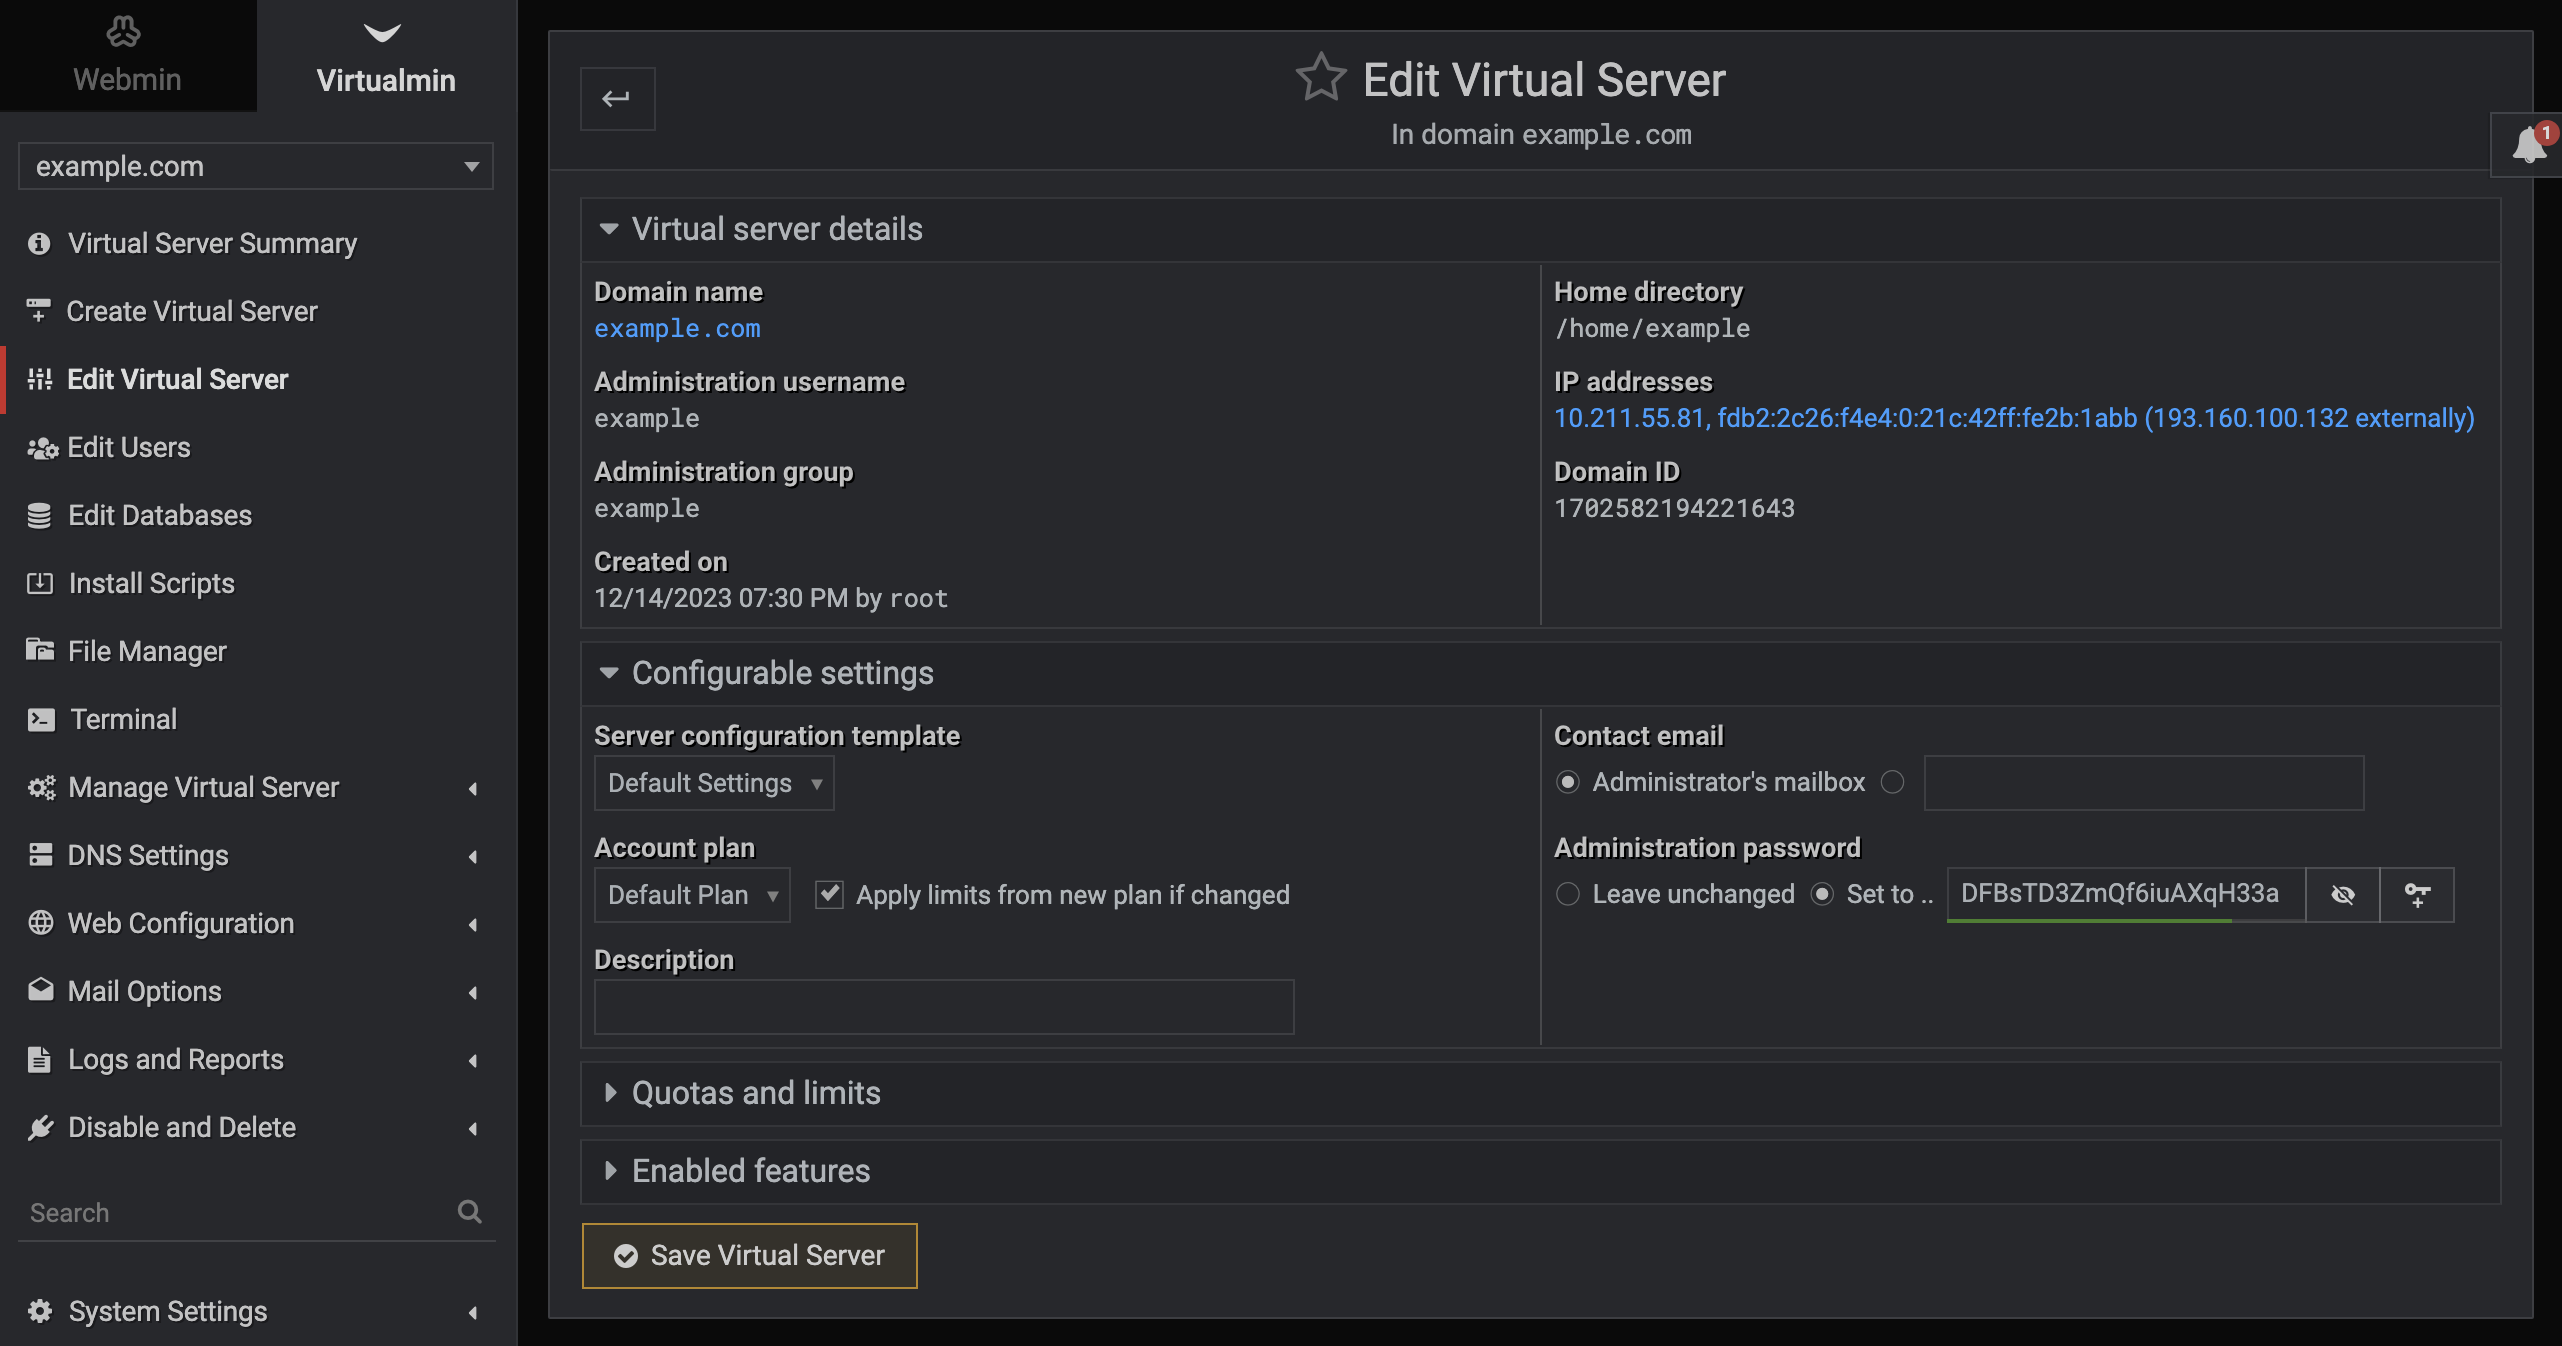 Webmin
Virtualmin
example.com
Virtual Server Summary
Create Virtual Server
Edit Virtual Server
Edit Users
Edit Databases
Install Scripts
File Manager
Terminal
Manage Virtual Server
DNS Settings
Web Configuration
Mail Options
Logs and Reports
Disable and Delete
Search
System Settings
Edit Virtual Server
In domain example.com
1
Virtual server details
Domain name
example.com
Administration username
example
Administration group
example
Created on
12/14/2023 07:30 PM by root
Home directory
/home/example
IP addresses
10.211.55.81, fdb2:2c26:f4e4:0:21c:42ff:fe2b:1abb (193.160.100.132 externally)
Domain ID
1702582194221643
Configurable settings
Server configuration template
Default Settings
Account plan
Default Plan Apply limits from new plan if changed
Description
Contact email
Administrator's mailbox
Administration password
Leave unchanged Set to .. DFBsTD3ZmQf6iuAXqH33a
Quotas and limits
Enabled features
Save Virtual Server